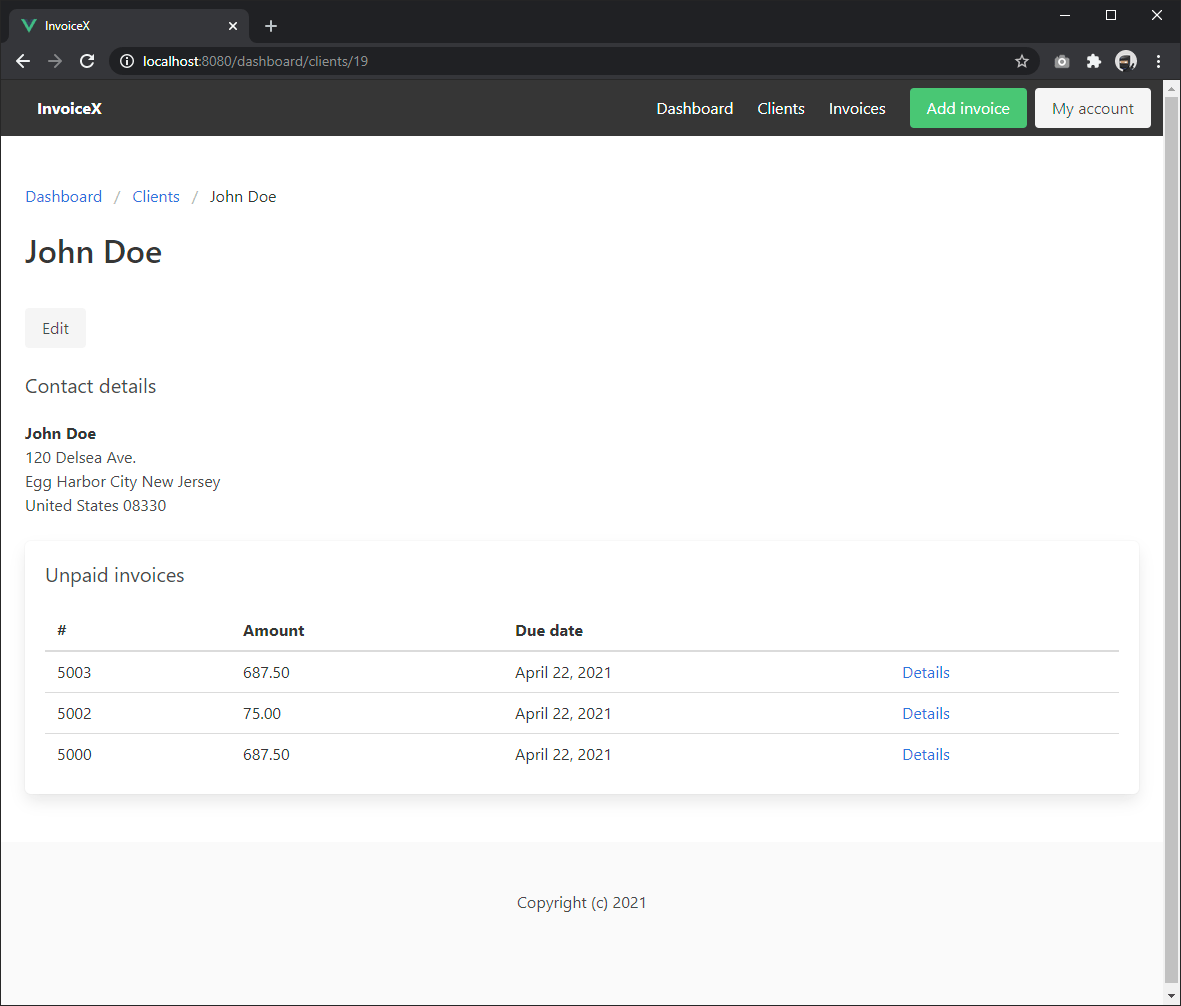 InvoiceX
localhost:8080/dashboard/clients/19
InvoiceX Dashboard Clients Invoices Add invoice My account
Dashboard / Clients / John Doe
John Doe
Edit
Contact details
John Doe
120 Delsea Ave.
Egg Harbor City New Jersey
United States 08330
Unpaid invoices
# Amount Due date
5003 687.50 April 22, 2021 Details
5002 75.00 April 22, 2021 Details
5000 687.50 April 22, 2021 Details
Copyright (c) 2021